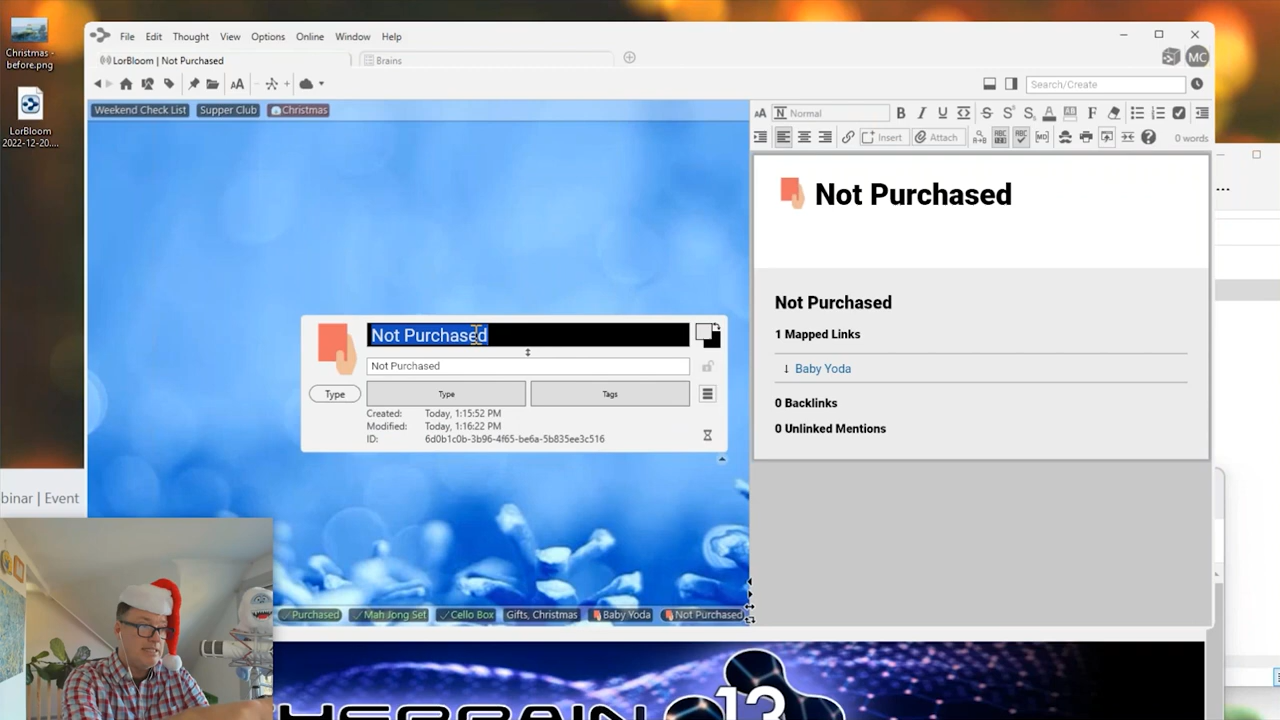 Christmas -
before.png
LorBloom
2022-12-20....
File Edit Thought View Options Online Window Help
LorBloom | Not Purchased
Brains
MC
Search/Create
Weekend Check List
Supper Club
Christmas
Normal
Insert
Attach
0 words
Not Purchased
Not Purchased
Not Purchased
Type
Type
Tags
Created: Today, 1:15:52 PM
Modified: Today, 1:16:22 PM
ID: 6d0b1c0b-3b96-4f65-be6a-5b835ee3c516
Not Purchased
1 Mapped Links
Baby Yoda
0 Backlinks
0 Unlinked Mentions
binar | Event
Purchased
Mah Jong Set
Cello Box
Gifts, Christmas
Baby Yoda
Not Purchased
13